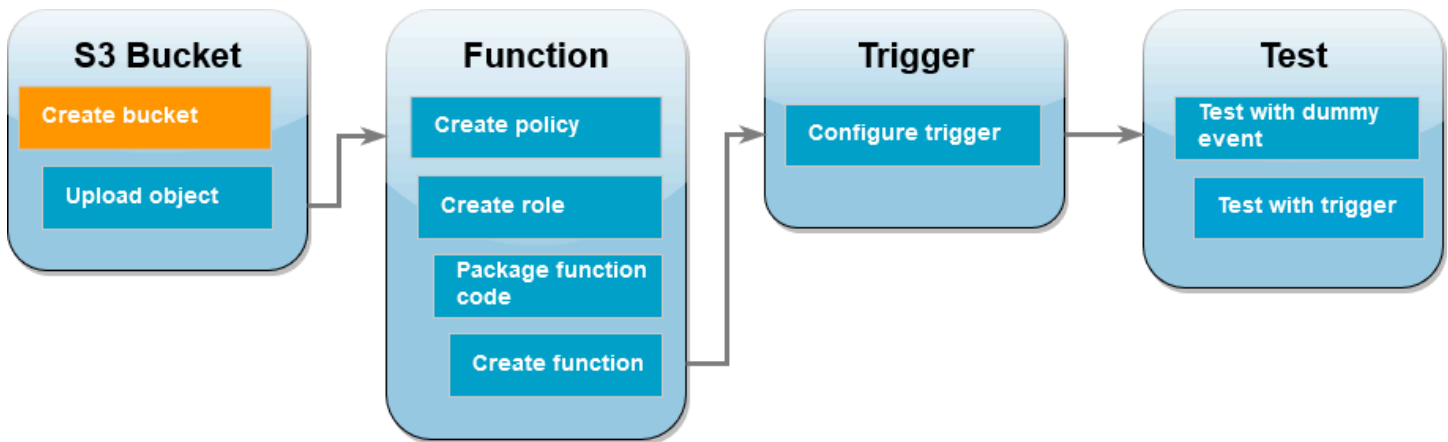 S3 Bucket
Create bucket
Upload object
Function
Create policy
Create role
Package function
code
Create function
Trigger
Configure trigger
Test
Test with dummy
event
Test with trigger